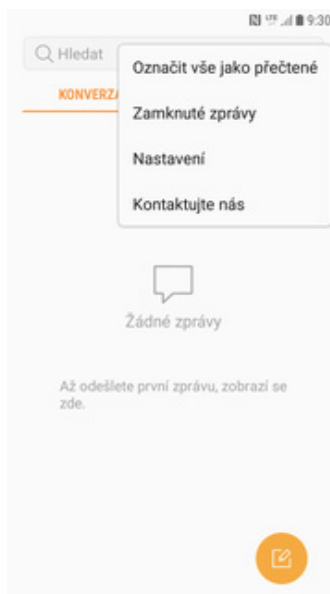 LTE 9:30
Hledat
Označit vše jako přečtené
KONVERZA
Zamknuté zprávy
Nastavení
Kontaktujte nás
Žádné zprávy
Až odešlete první zprávu, zobrazí se
zde.